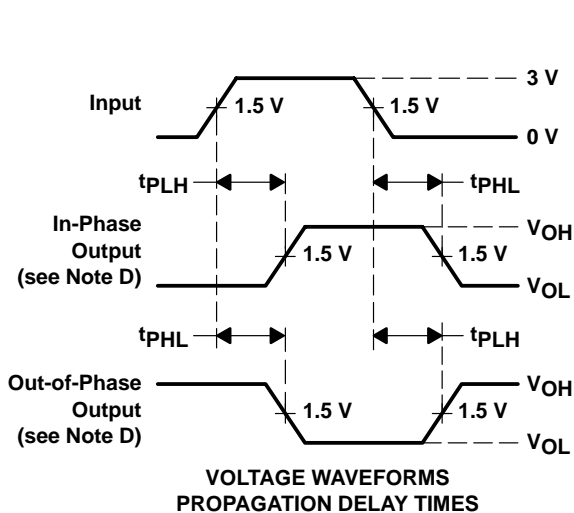 3 V
Input
1.5 V
1.5 V
0 V
tPLH
tPHL
In-Phase
Output
(see Note D)
VOH
1.5 V
1.5 V
VOL
tPHL
tPLH
Out-of-Phase
Output
(see Note D)
VOH
1.5 V
1.5 V
VOL
VOLTAGE WAVEFORMS
PROPAGATION DELAY TIMES